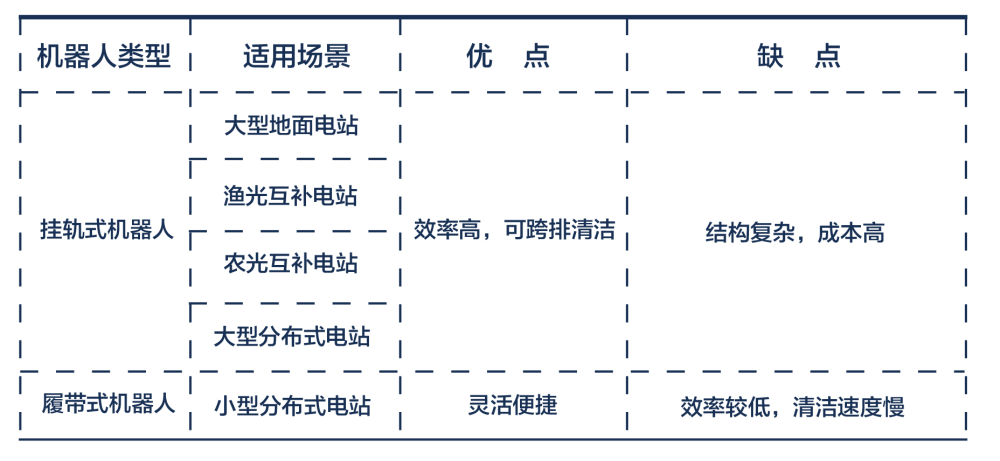 机器人类型 适用场景 优 点 缺 点
大型地面电站
渔光互补电站
挂轨式机器人 效率高，可跨排清洁 结构复杂，成本高
农光互补电站
大型分布式电站
履带式机器人 小型分布式电站 灵活便捷 效率较低，清洁速度慢